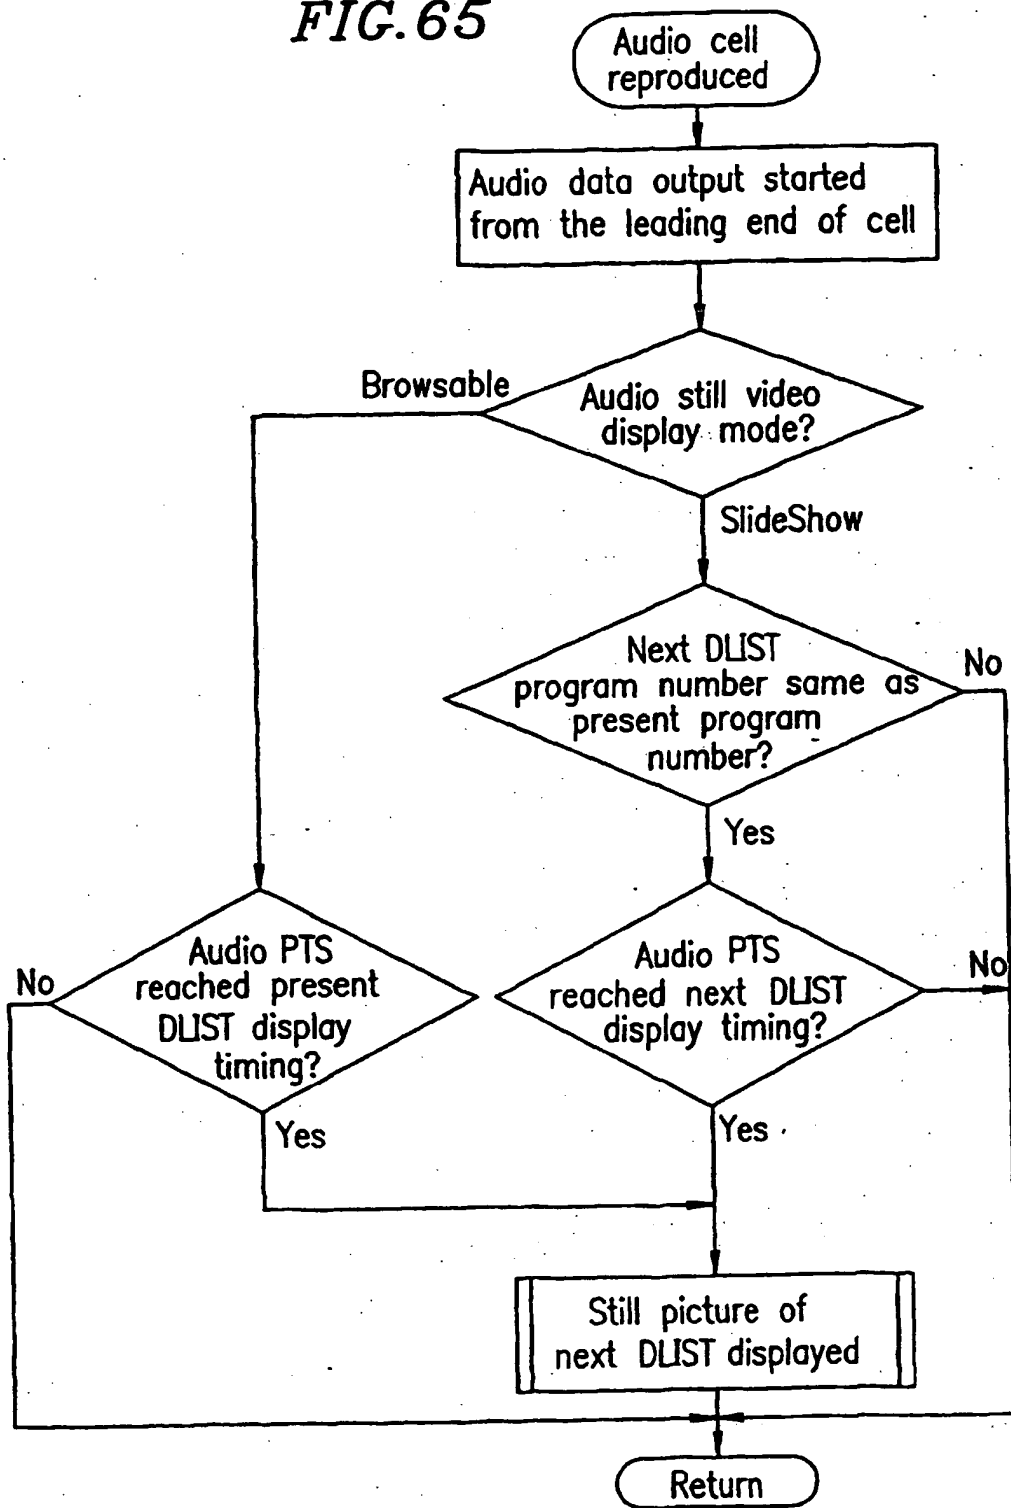 FIG.65
Audio cell
reproduced
Audio data output started
from the leading end of cell
Browsable
Audio still video
display mode?
SlideShow
Next DLIST
program number same as
present program
number?
No
Yes
No
Audio PTS
reached present
DLIST display
timing?
Audio PTS
reached next DLIST
display timing?
No
Yes
Yes
Still picture of
next DLIST displayed
Return